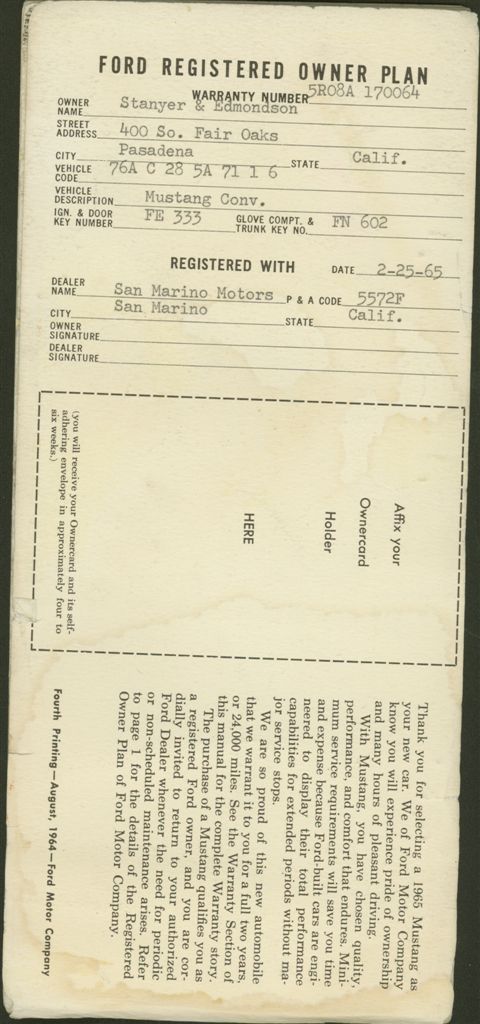 FORD REGISTERED OWNER PLAN
WARRANTY NUMBER 5R08A 170064
OWNER NAME Stanyer & Edmondson
STREET ADDRESS 400 So. Fair Oaks
CITY Pasadena STATE Calif.
VEHICLE CODE 76A C 28 5A 71 1 6
VEHICLE DESCRIPTION Mustang Conv.
IGN. & DOOR KEY NUMBER FE 333 GLOVE COMPT. & TRUNK KEY NO. FN 602
REGISTERED WITH DATE 2-25-65
DEALER NAME San Marino Motors P & A CODE 5572F
CITY San Marino STATE Calif.
OWNER SIGNATURE
DEALER SIGNATURE
Affix your
Ownercard
Holder
HERE
(you will receive your Ownercard and its self-
adhering envelope in approximately four to
six weeks.)
Thank you for selecting a 1965 Mustang as
your new car. We of Ford Motor Company
know you will experience pride of ownership
and many hours of pleasant driving.
With Mustang, you have chosen quality,
performance, and comfort that endures. Mini-
mum service requirements will save you time
and expense because Ford-built cars are engi-
neered to display their total performance
capabilities for extended periods without ma-
jor service stops.
We are so proud of this new automobile
that we warrant it to you for a full two years,
or 24,000 miles. See the Warranty Section of
this manual for the complete Warranty story.
The purchase of a Mustang qualifies you as
a registered Ford owner, and you are cor-
dially invited to return to your authorized
Ford Dealer whenever the need for periodic
or non-scheduled maintenance arises. Refer
to page 1 for the details of the Registered
Owner Plan of Ford Motor Company.
Fourth Printing—August, 1964—Ford Motor Company